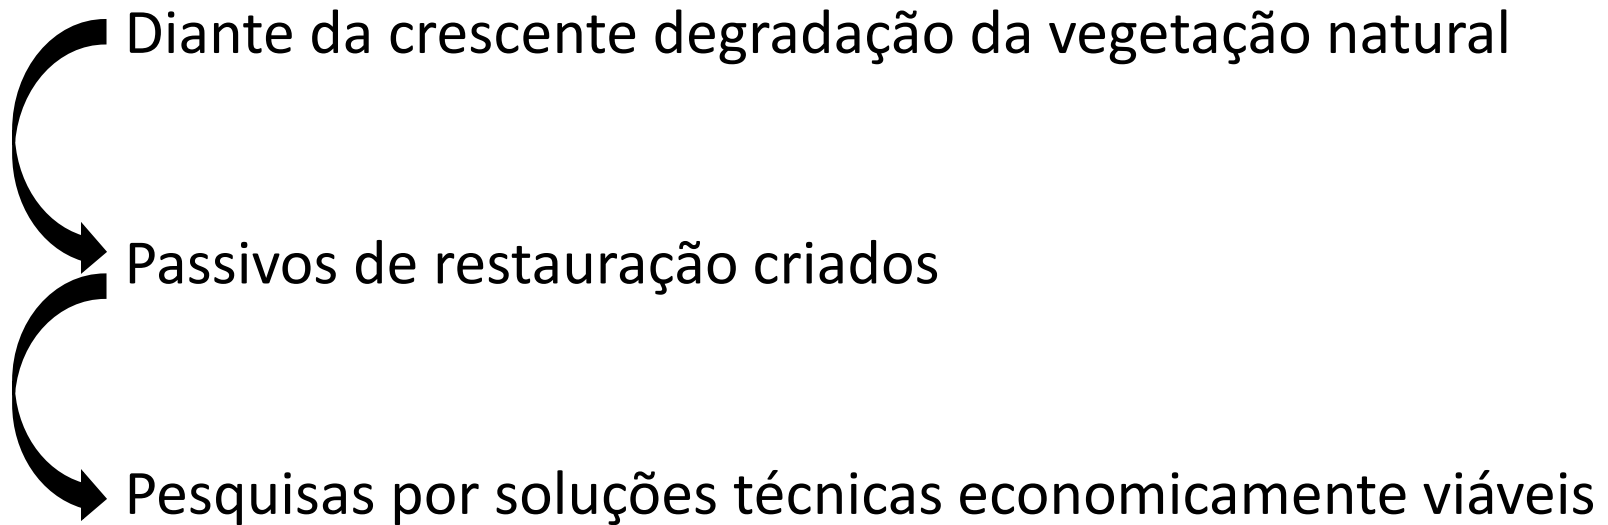 Diante da crescente degradação da vegetação natural
Passivos de restauração criados
Pesquisas por soluções técnicas economicamente viáveis